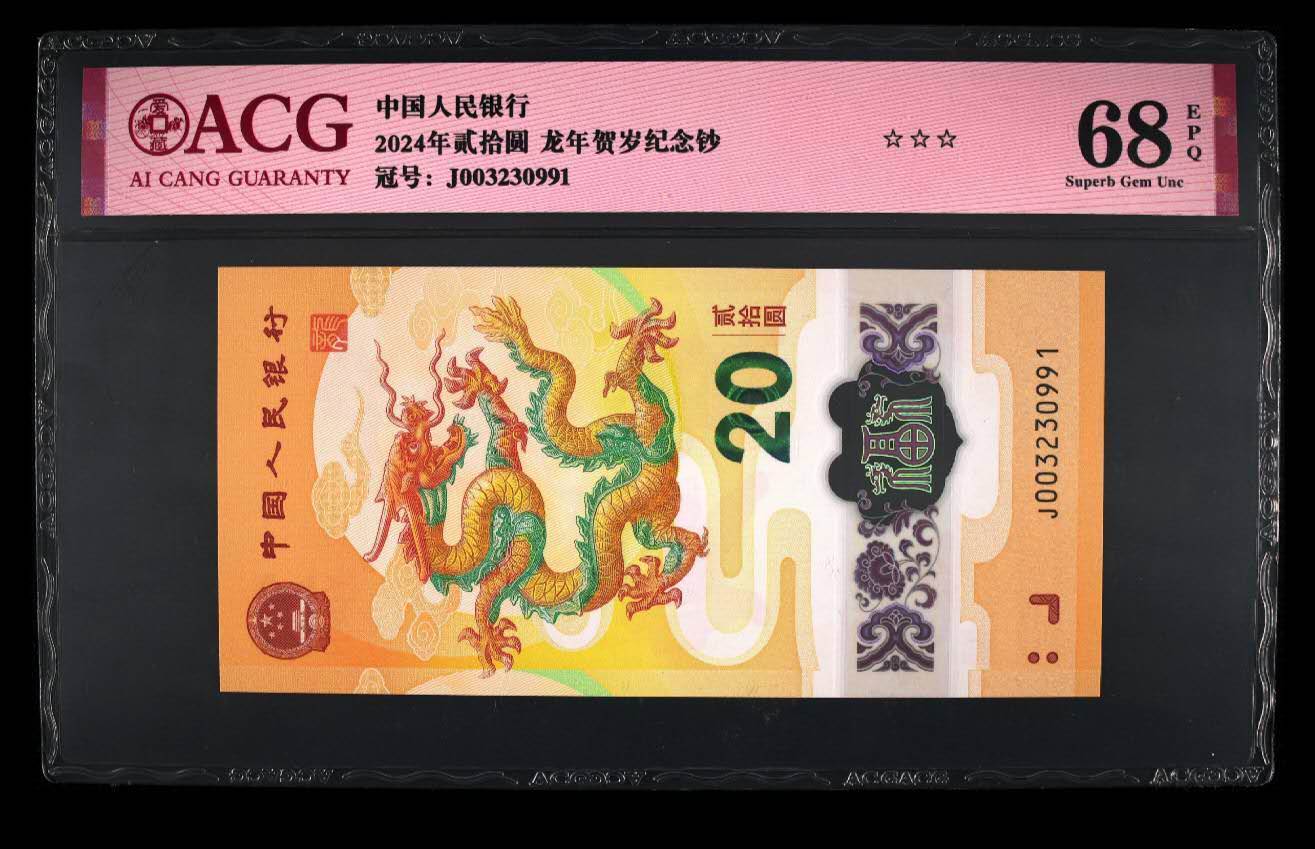 ACG
AI CANG GUARANTY
中国人民银行
2024年贰拾圆 龙年贺岁纪念钞
冠号：J003230991
☆☆☆
68
EPQ
Superb Gem Unc
中国人民银行
贰拾圆
20
J003230991